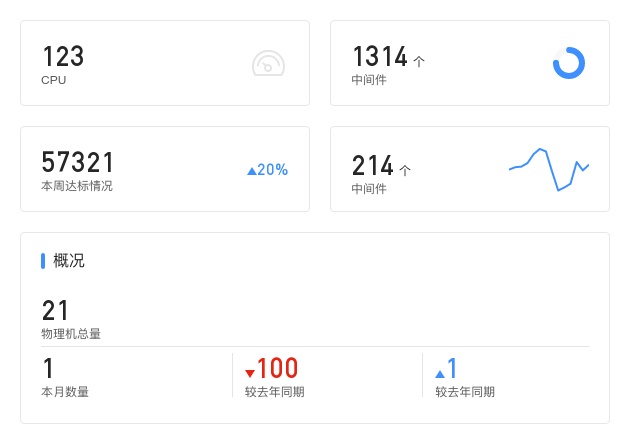 123
CPU
1314 个
中间件
57321
本周达标情况
▲20%
214 个
中间件
概况
21
物理机总量
1
本月数量
▼100
较去年同期
▲1
较去年同期